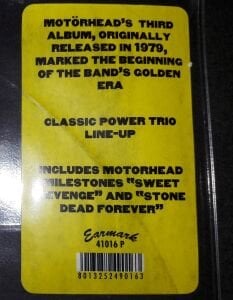 MOTÖRHEAD'S THIRD
ALBUM, ORIGINALLY
RELEASED IN 1979,
MARKED THE BEGINNING
OF THE BAND'S GOLDEN
ERA
CLASSIC POWER TRIO
LINE-UP
INCLUDES MOTORHEAD
MILESTONES "SWEET
REVENGE" AND "STONE
DEAD FOREVER"
Earmark
41016 P
8013252490163